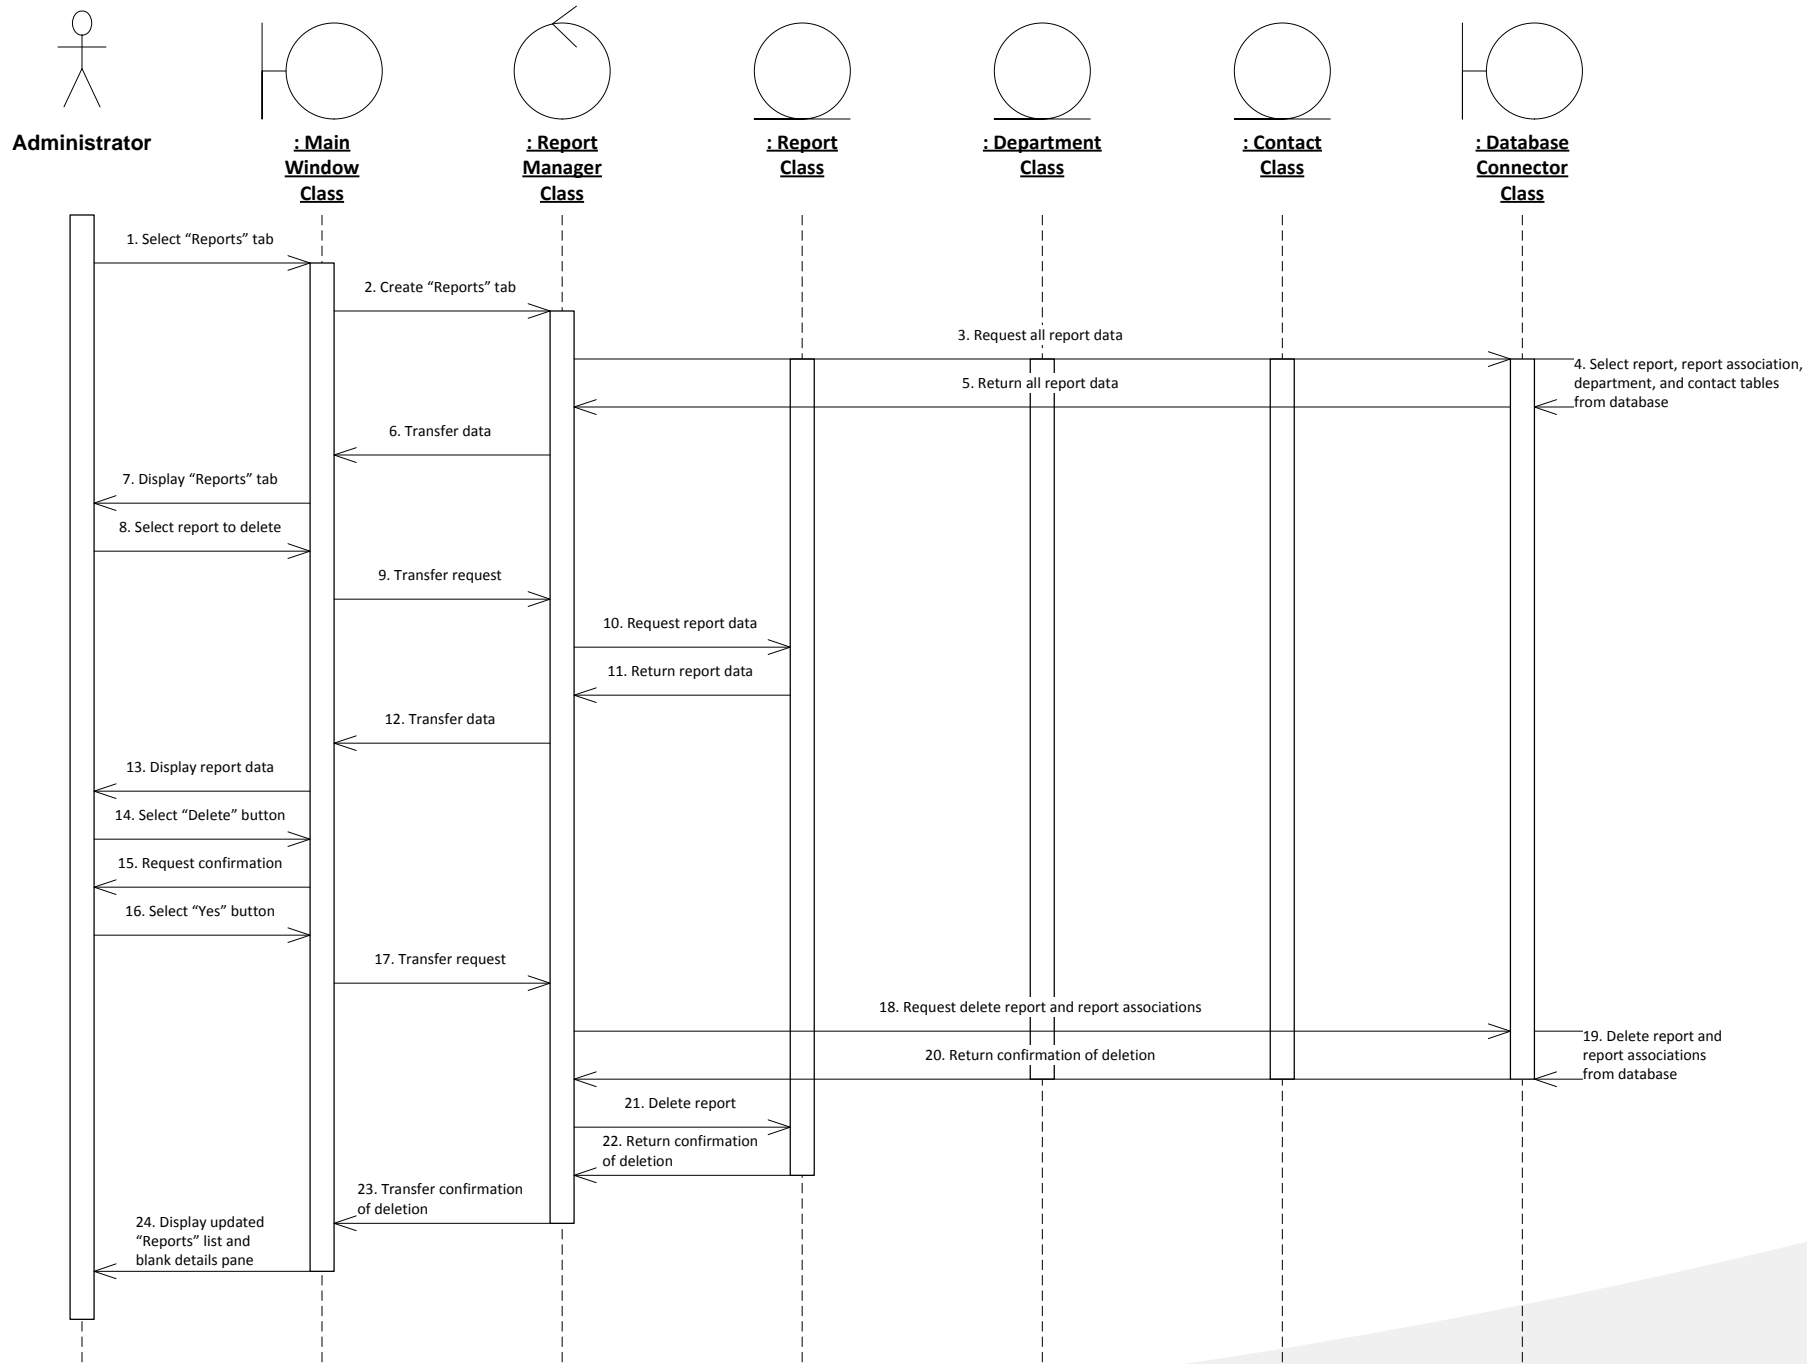 Administrator
: Main
Window
Class
: Report
Manager
Class
: Report
Class
: Department
Class
: Contact
Class
: Database
Connector
Class
1. Select “Reports” tab
2. Create “Reports” tab
3. Request all report data
4. Select report, report association,
department, and contact tables
from database
5. Return all report data
6. Transfer data
7. Display “Reports” tab
8. Select report to delete
9. Transfer request
10. Request report data
11. Return report data
12. Transfer data
13. Display report data
14. Select “Delete” button
15. Request confirmation
16. Select “Yes” button
17. Transfer request
18. Request delete report and report associations
19. Delete report and
report associations
from database
20. Return confirmation of deletion
21. Delete report
22. Return confirmation
of deletion
23. Transfer confirmation
of deletion
24. Display updated
“Reports” list and
blank details pane